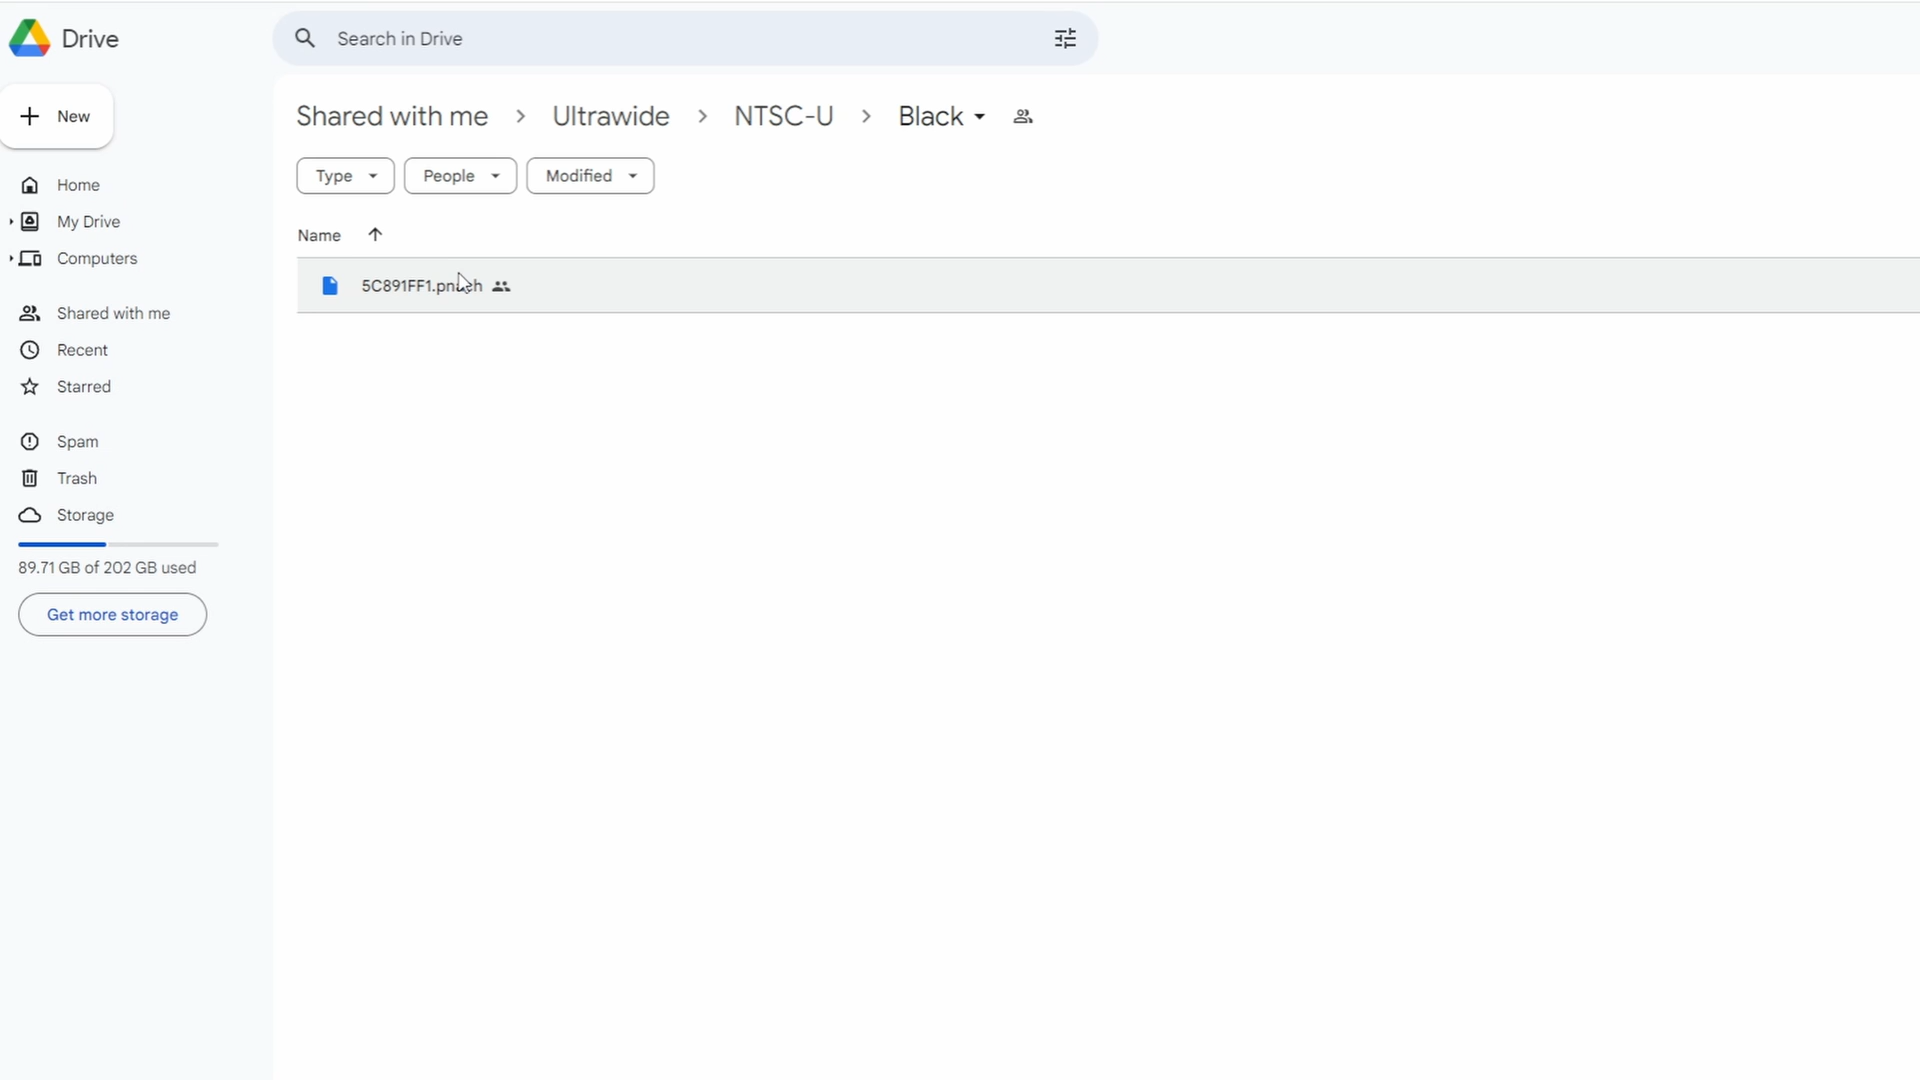 Drive
Search in Drive
New
Shared with me
Ultrawide
NTSC-U
Black
Type
People
Modified
Name
5C891FF1.pnach
Home
My Drive
Computers
Shared with me
Recent
Starred
Spam
Trash
Storage
89.71 GB of 202 GB used
Get more storage